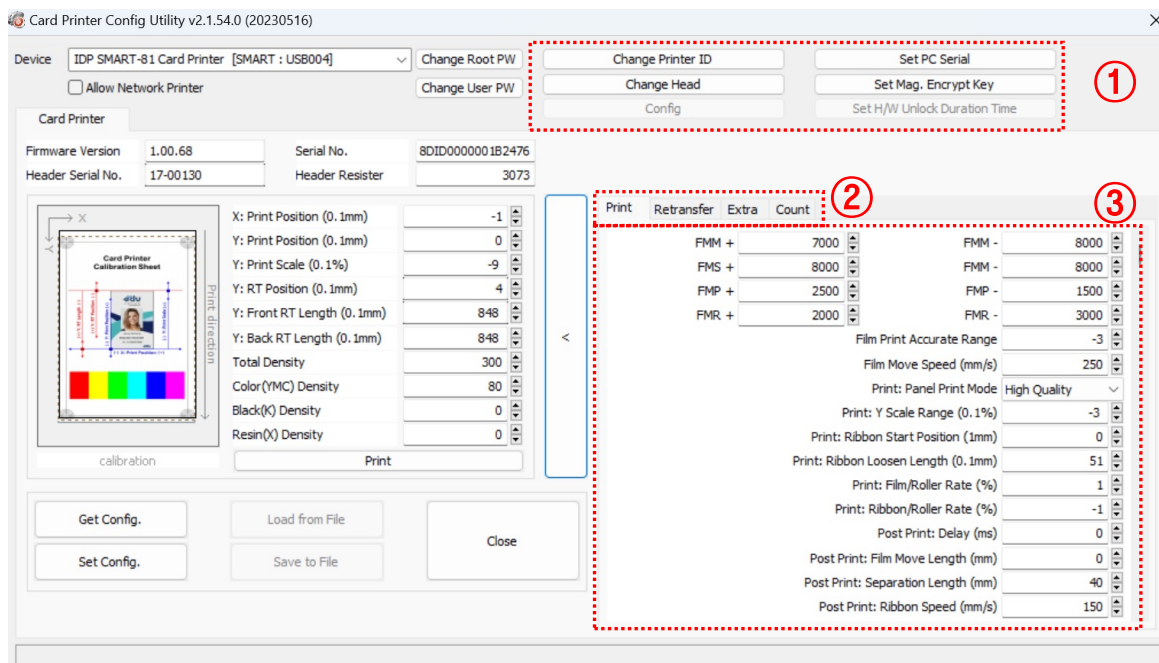 Card Printer Config Utility v2.1.54.0 (20230516)
Device IDP SMART-81 Card Printer [SMART : USB004] Change Root PW Change Printer ID Set PC Serial
Allow Network Printer Change User PW Change Head Set Mag. Encrypt Key
Config Set H/W Unlock Duration Time
①
Card Printer
Firmware Version 1.00.68 Serial No. 8DID0000001B2476
Header Serial No. 17-00130 Header Resister 3073
X
Y
Card Printer
Calibration Sheet
Print direction
calibration
X: Print Position (0.1mm) -1
Y: Print Position (0.1mm) 0
Y: Print Scale (0.1%) -9
Y: RT Position (0.1mm) 4
Y: Front RT Length (0.1mm) 848
Y: Back RT Length (0.1mm) 848
Total Density 300
Color(YMC) Density 80
Black(K) Density 0
Resin(X) Density 0
Print
<
Print Retransfer Extra Count
②
③
FMM + 7000 FMM - 8000
FMS + 8000 FMM - 8000
FMP + 2500 FMP - 1500
FMR + 2000 FMR - 3000
Film Print Accurate Range -3
Film Move Speed (mm/s) 250
Print: Panel Print Mode High Quality
Print: Y Scale Range (0.1%) -3
Print: Ribbon Start Position (1mm) 0
Print: Ribbon Loosen Length (0.1mm) 51
Print: Film/Roller Rate (%) 1
Print: Ribbon/Roller Rate (%) -1
Post Print: Delay (ms) 0
Post Print: Film Move Length (mm) 0
Post Print: Separation Length (mm) 40
Post Print: Ribbon Speed (mm/s) 150
Get Config. Load from File
Set Config. Save to File
Close